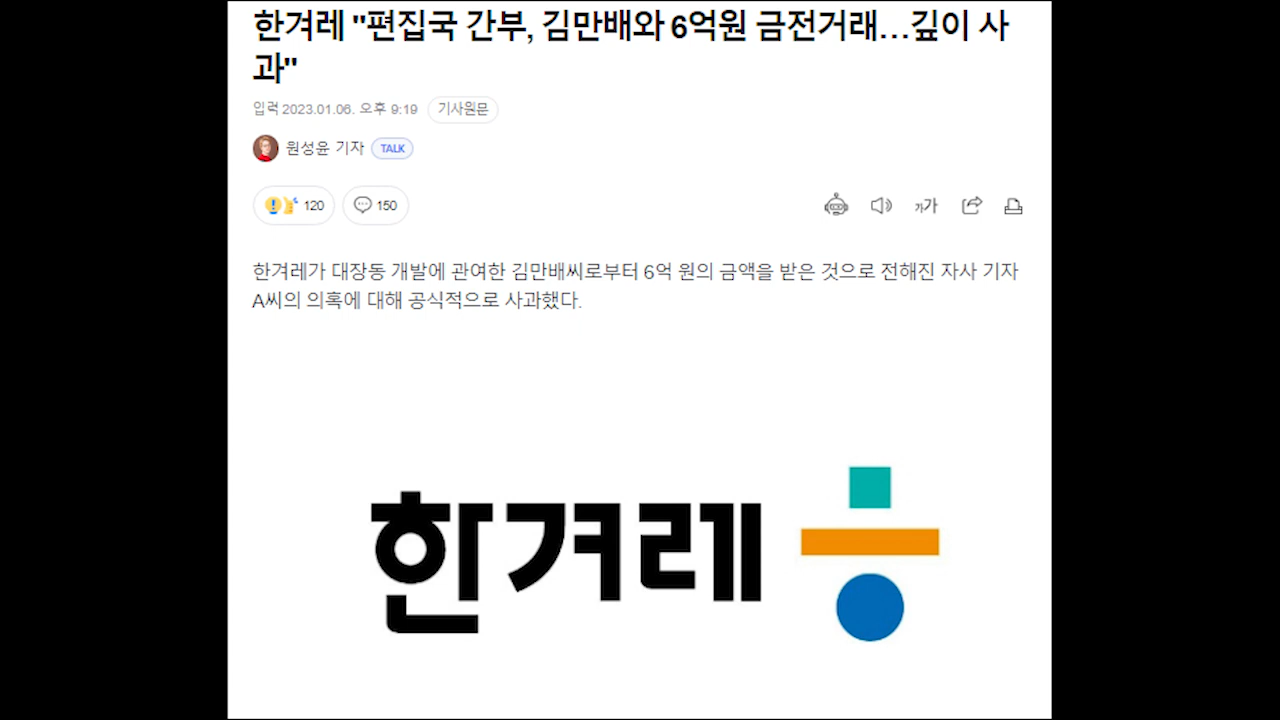 한겨레 "편집국 간부, 김만배와 6억원 금전거래…깊이 사
과"
입력 2023.01.06. 오후 9:19 기사원문
원성윤 기자 TALK
120 150 가가
한겨레가 대장동 개발에 관여한 김만배씨로부터 6억 원의 금액을 받은 것으로 전해진 자사 기자
A씨의 의혹에 대해 공식적으로 사과했다.
한겨레